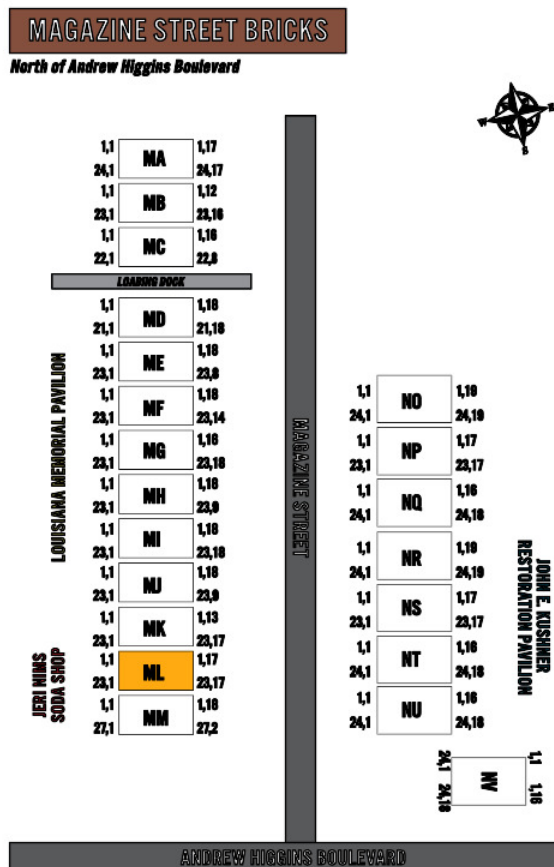 MAGAZINE STREET BRICKS
North of Andrew Higgins Boulevard
W
S
1,1 MA 1,17
24,1 24,17
1,1 MB 1,12
23,1 23,16
1,1 MC 1,16
22,1 22,8
LOADING DOCK
1,1 MD 1,18
21,1 21,18
1,1 ME 1,18
23,1 23,8
1,1 MF 1,18
23,1 23,14
1,1 MG 1,16
23,1 23,18
1,1 MH 1,18
23,1 23,9
1,1 MI 1,18
23,1 23,18
1,1 MJ 1,18
23,1 23,9
1,1 MK 1,13
23,1 23,17
1,1 ML 1,17
23,1 23,17
1,1 MM 1,18
27,1 27,2
LOUISIANA MEMORIAL PAVILION
JERI NIMS
SODA SHOP
MAGAZINE STREET
1,1 NO 1,19
24,1 24,19
1,1 NP 1,17
23,1 23,17
1,1 NQ 1,16
24,1 24,18
1,1 NR 1,19
24,1 24,19
1,1 NS 1,17
23,1 23,17
1,1 NT 1,16
24,1 24,18
1,1 NU 1,16
24,1 24,18
JOHN E. KUSHNER
RESTORATION PAVILION
24,1 NV 1,1
24,18 1,16
ANDREW HIGGINS BOULEVARD